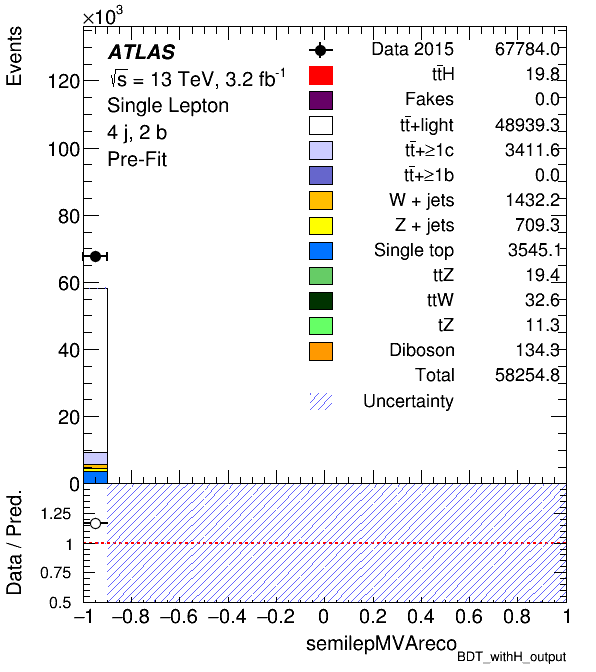 ×10³
Events
120
100
80
60
40
20
0
ATLAS
√s = 13 TeV, 3.2 fb⁻¹
Single Lepton
4 j, 2 b
Pre-Fit
Data 2015 67784.0
tt̄H 19.8
Fakes 0.0
tt̄+light 48939.3
tt̄+≥1c 3411.6
tt̄+≥1b 0.0
W + jets 1432.2
Z + jets 709.3
Single top 3545.1
ttZ 19.4
ttW 32.6
tZ 11.3
Diboson 134.3
Total 58254.8
Uncertainty
Data / Pred.
1.25
1
0.75
0.5
−1 −0.8 −0.6 −0.4 −0.2 0 0.2 0.4 0.6 0.8 1
semilepMVAreco
BDT_withH_output